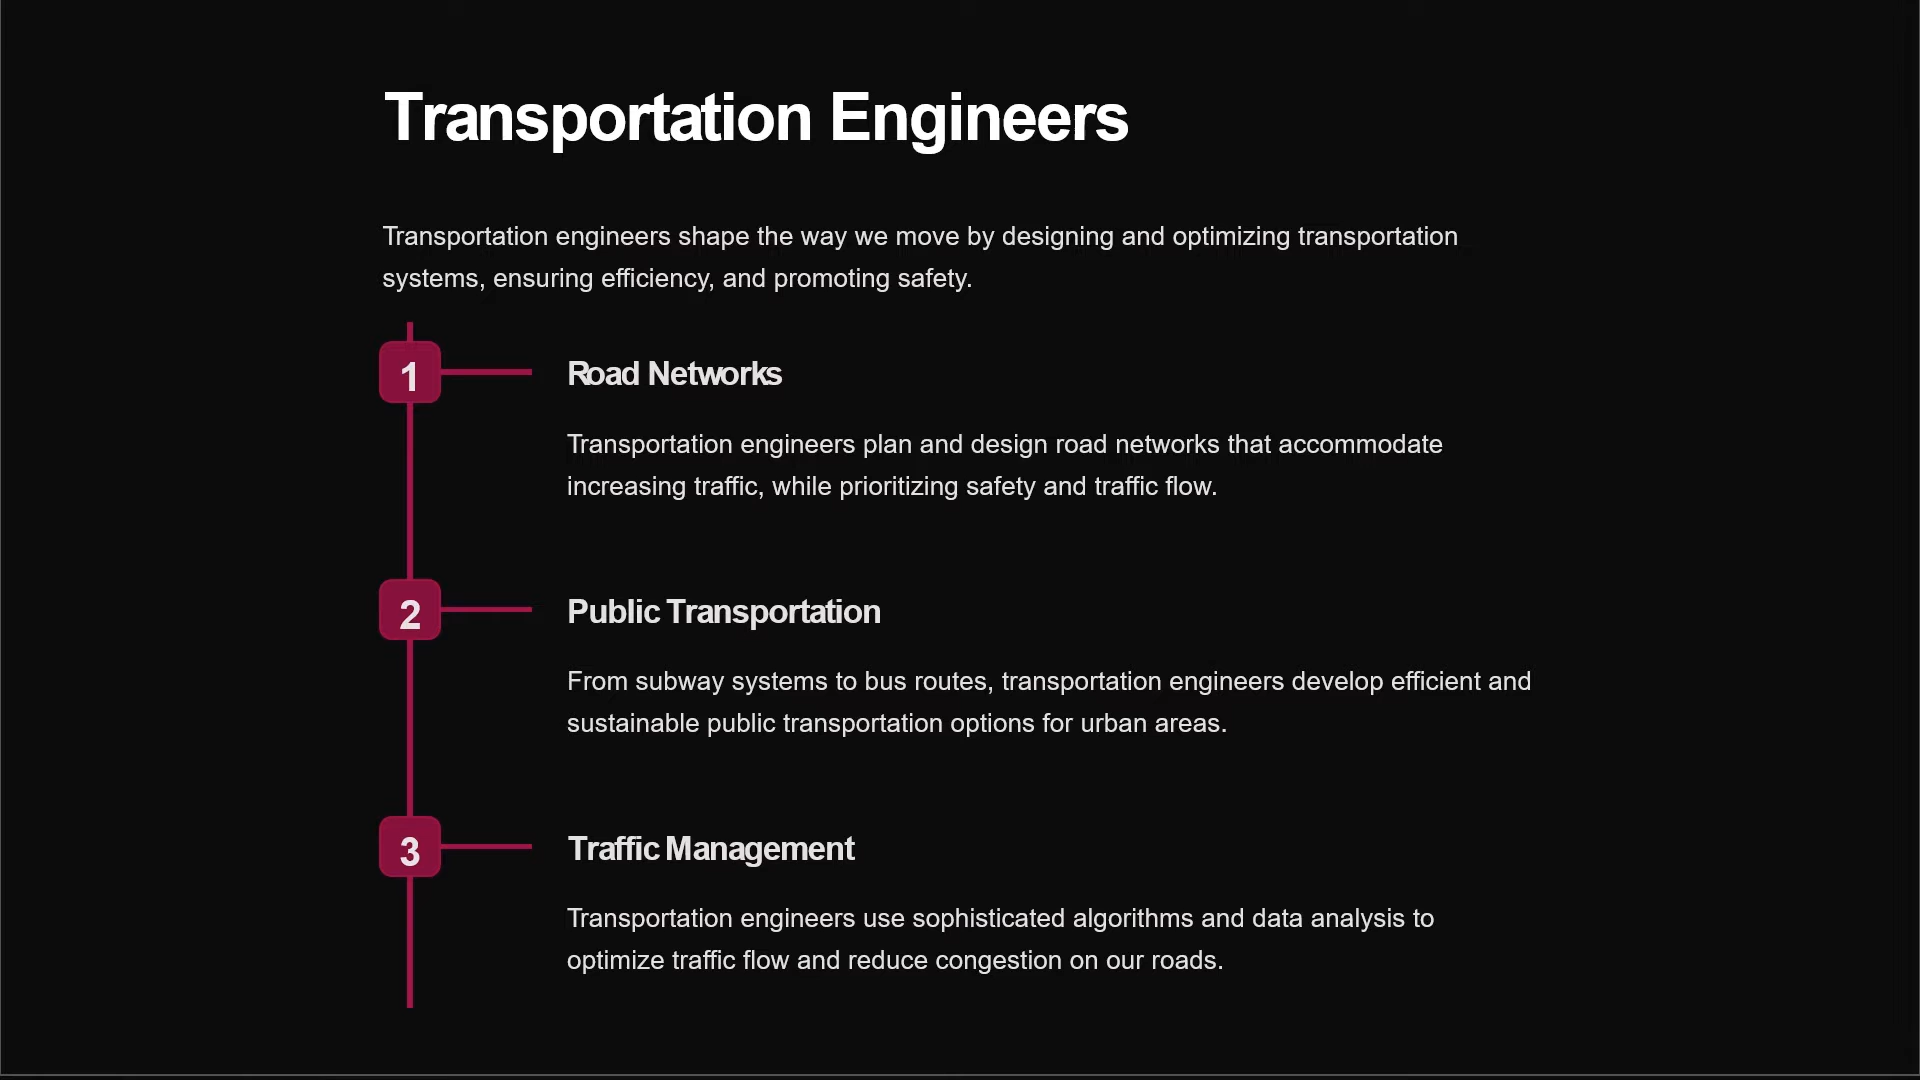 Transportation Engineers
Transportation engineers shape the way we move by designing and optimizing transportation
systems, ensuring efficiency, and promoting safety.
1
Road Networks
Transportation engineers plan and design road networks that accommodate
increasing traffic, while prioritizing safety and traffic flow.
2
Public Transportation
From subway systems to bus routes, transportation engineers develop efficient and
sustainable public transportation options for urban areas.
3
Traffic Management
Transportation engineers use sophisticated algorithms and data analysis to
optimize traffic flow and reduce congestion on our roads.